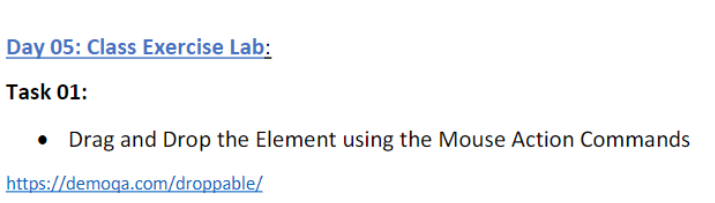 Day 05: Class Exercise Lab:
Task 01:
• Drag and Drop the Element using the Mouse Action Commands
https://demoqa.com/droppable/